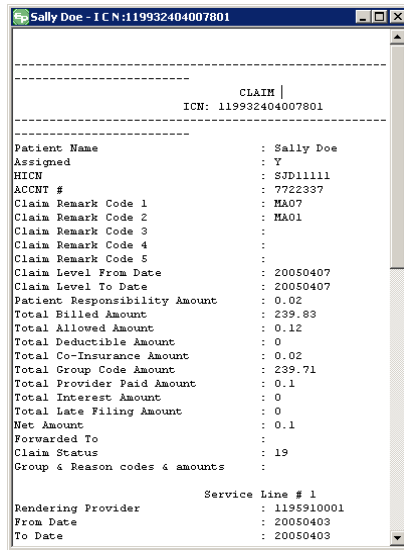 Sally Doe - I C N :119932404007801
--------------------------------------------------
------------------------
CLAIM
ICN: 119932404007801
--------------------------------------------------
------------------------
Patient Name : Sally Doe
Assigned : Y
HICN : SJD11111
ACCNT # : 7722337
Claim Remark Code 1 : MA07
Claim Remark Code 2 : MA01
Claim Remark Code 3 :
Claim Remark Code 4 :
Claim Remark Code 5 :
Claim Level From Date : 20050407
Claim Level To Date : 20050407
Patient Responsibility Amount : 0.02
Total Billed Amount : 239.83
Total Allowed Amount : 0.12
Total Deductible Amount : 0
Total Co-Insurance Amount : 0.02
Total Group Code Amount : 239.71
Total Provider Paid Amount : 0.1
Total Interest Amount : 0
Total Late Filing Amount : 0
Net Amount : 0.1
Forwarded To :
Claim Status : 19
Group & Reason codes & amounts :
Service Line # 1
Rendering Provider : 1195910001
From Date : 20050403
To Date : 20050403